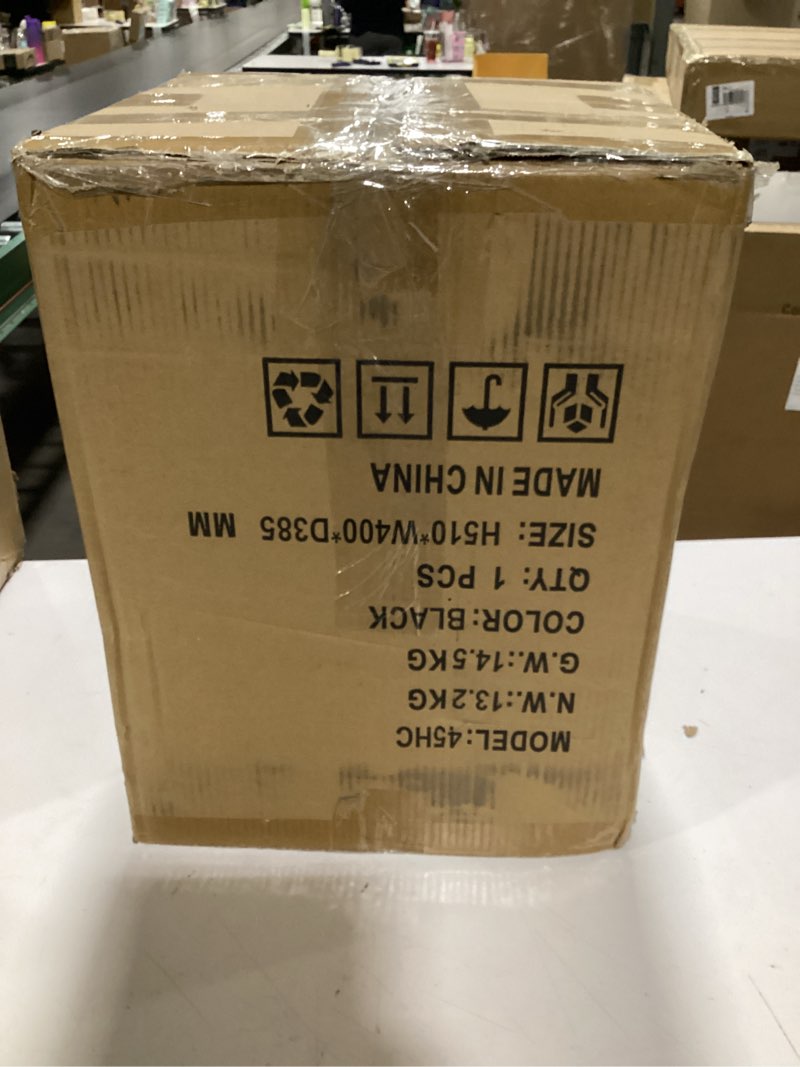 MODEL:45HC
N.W.:13.2KG
G.W.:14.5KG
COLOR:BLACK
QTY: 1 PCS
SIZE: H510*W400*D385 MM
MADE IN CHINA